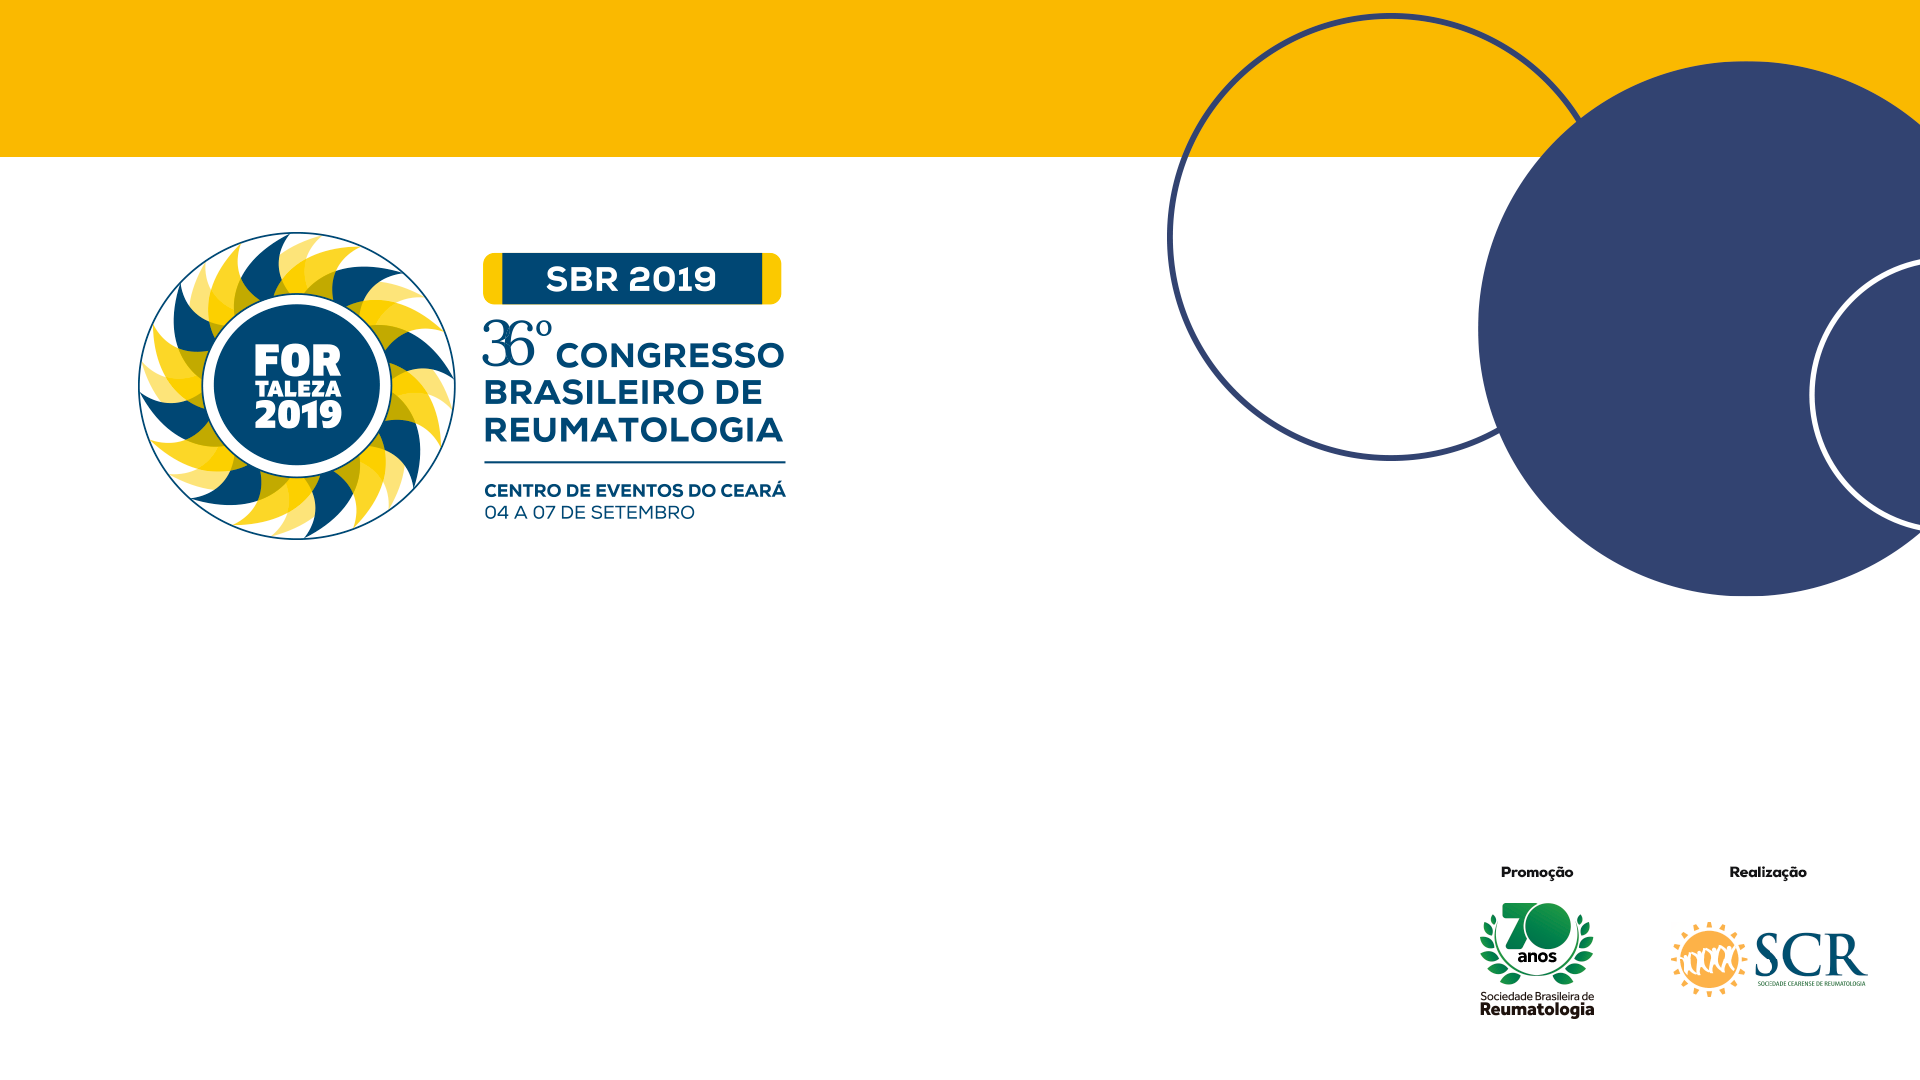 FOR
TALEZA
2019
SBR 2019
36º CONGRESSO
BRASILEIRO DE
REUMATOLOGIA
CENTRO DE EVENTOS DO CEARÁ
04 A 07 DE SETEMBRO
Promoção
70
anos
Sociedade Brasileira de
Reumatologia
Realização
SCR
SOCIEDADE CEARENSE DE REUMATOLOGIA